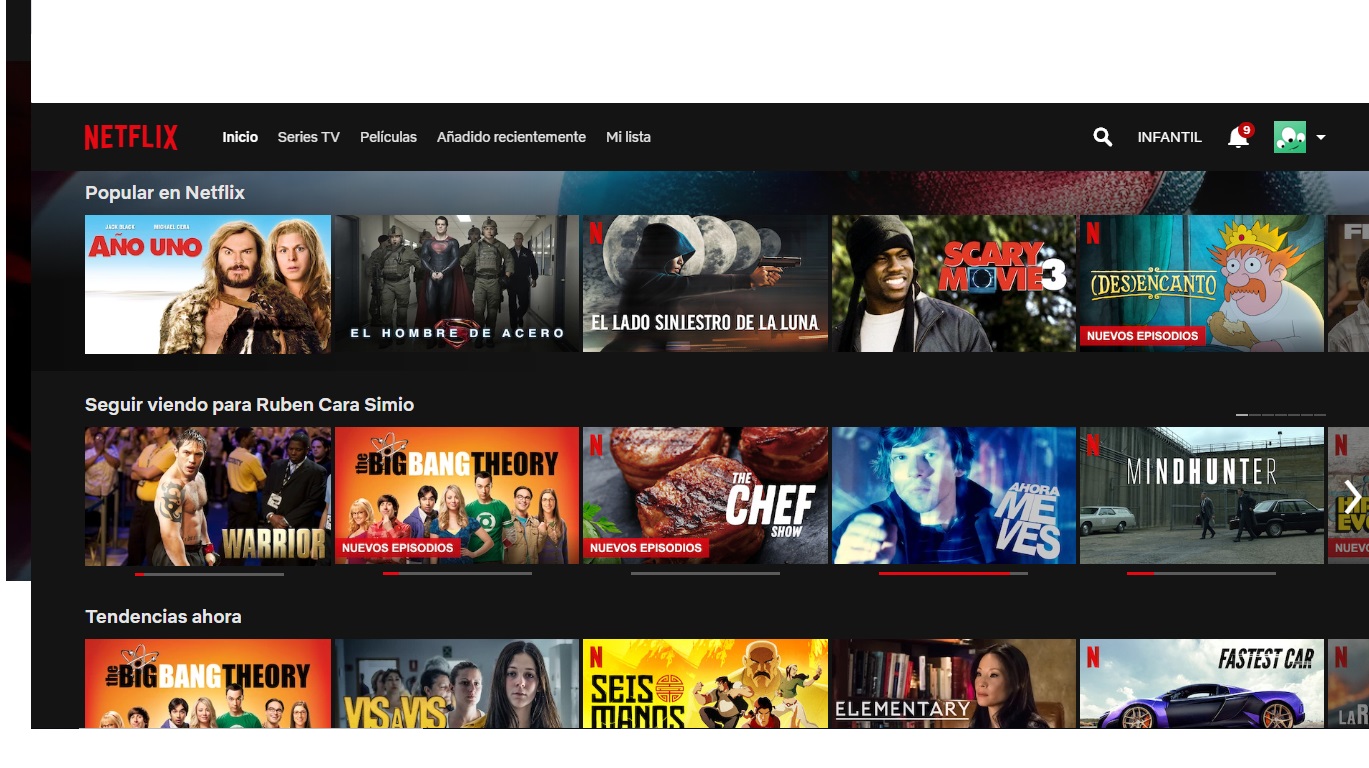 NETFLIX
Inicio
Series TV
Películas
Añadido recientemente
Mi lista
INFANTIL
9
Popular en Netflix
JACK BLACK MICHAEL CERA
AÑO UNO
EL HOMBRE DE ACERO
N
EL LADO SINIESTRO DE LA LUNA
SCARY
MOVIE 3
N
(DES)ENCANTO
NUEVOS EPISODIOS
Seguir viendo para Ruben Cara Simio
WARRIOR
the BIG BANG THEORY
NUEVOS EPISODIOS
N
THE
CHEF
SHOW
NUEVOS EPISODIOS
AHORA
ME
VES
N
MINDHUNTER
N
Tendencias ahora
the BIG BANG THEORY
VIS A VIS
N
SEIS
MANOS
ELEMENTARY
N
FASTEST CAR
N